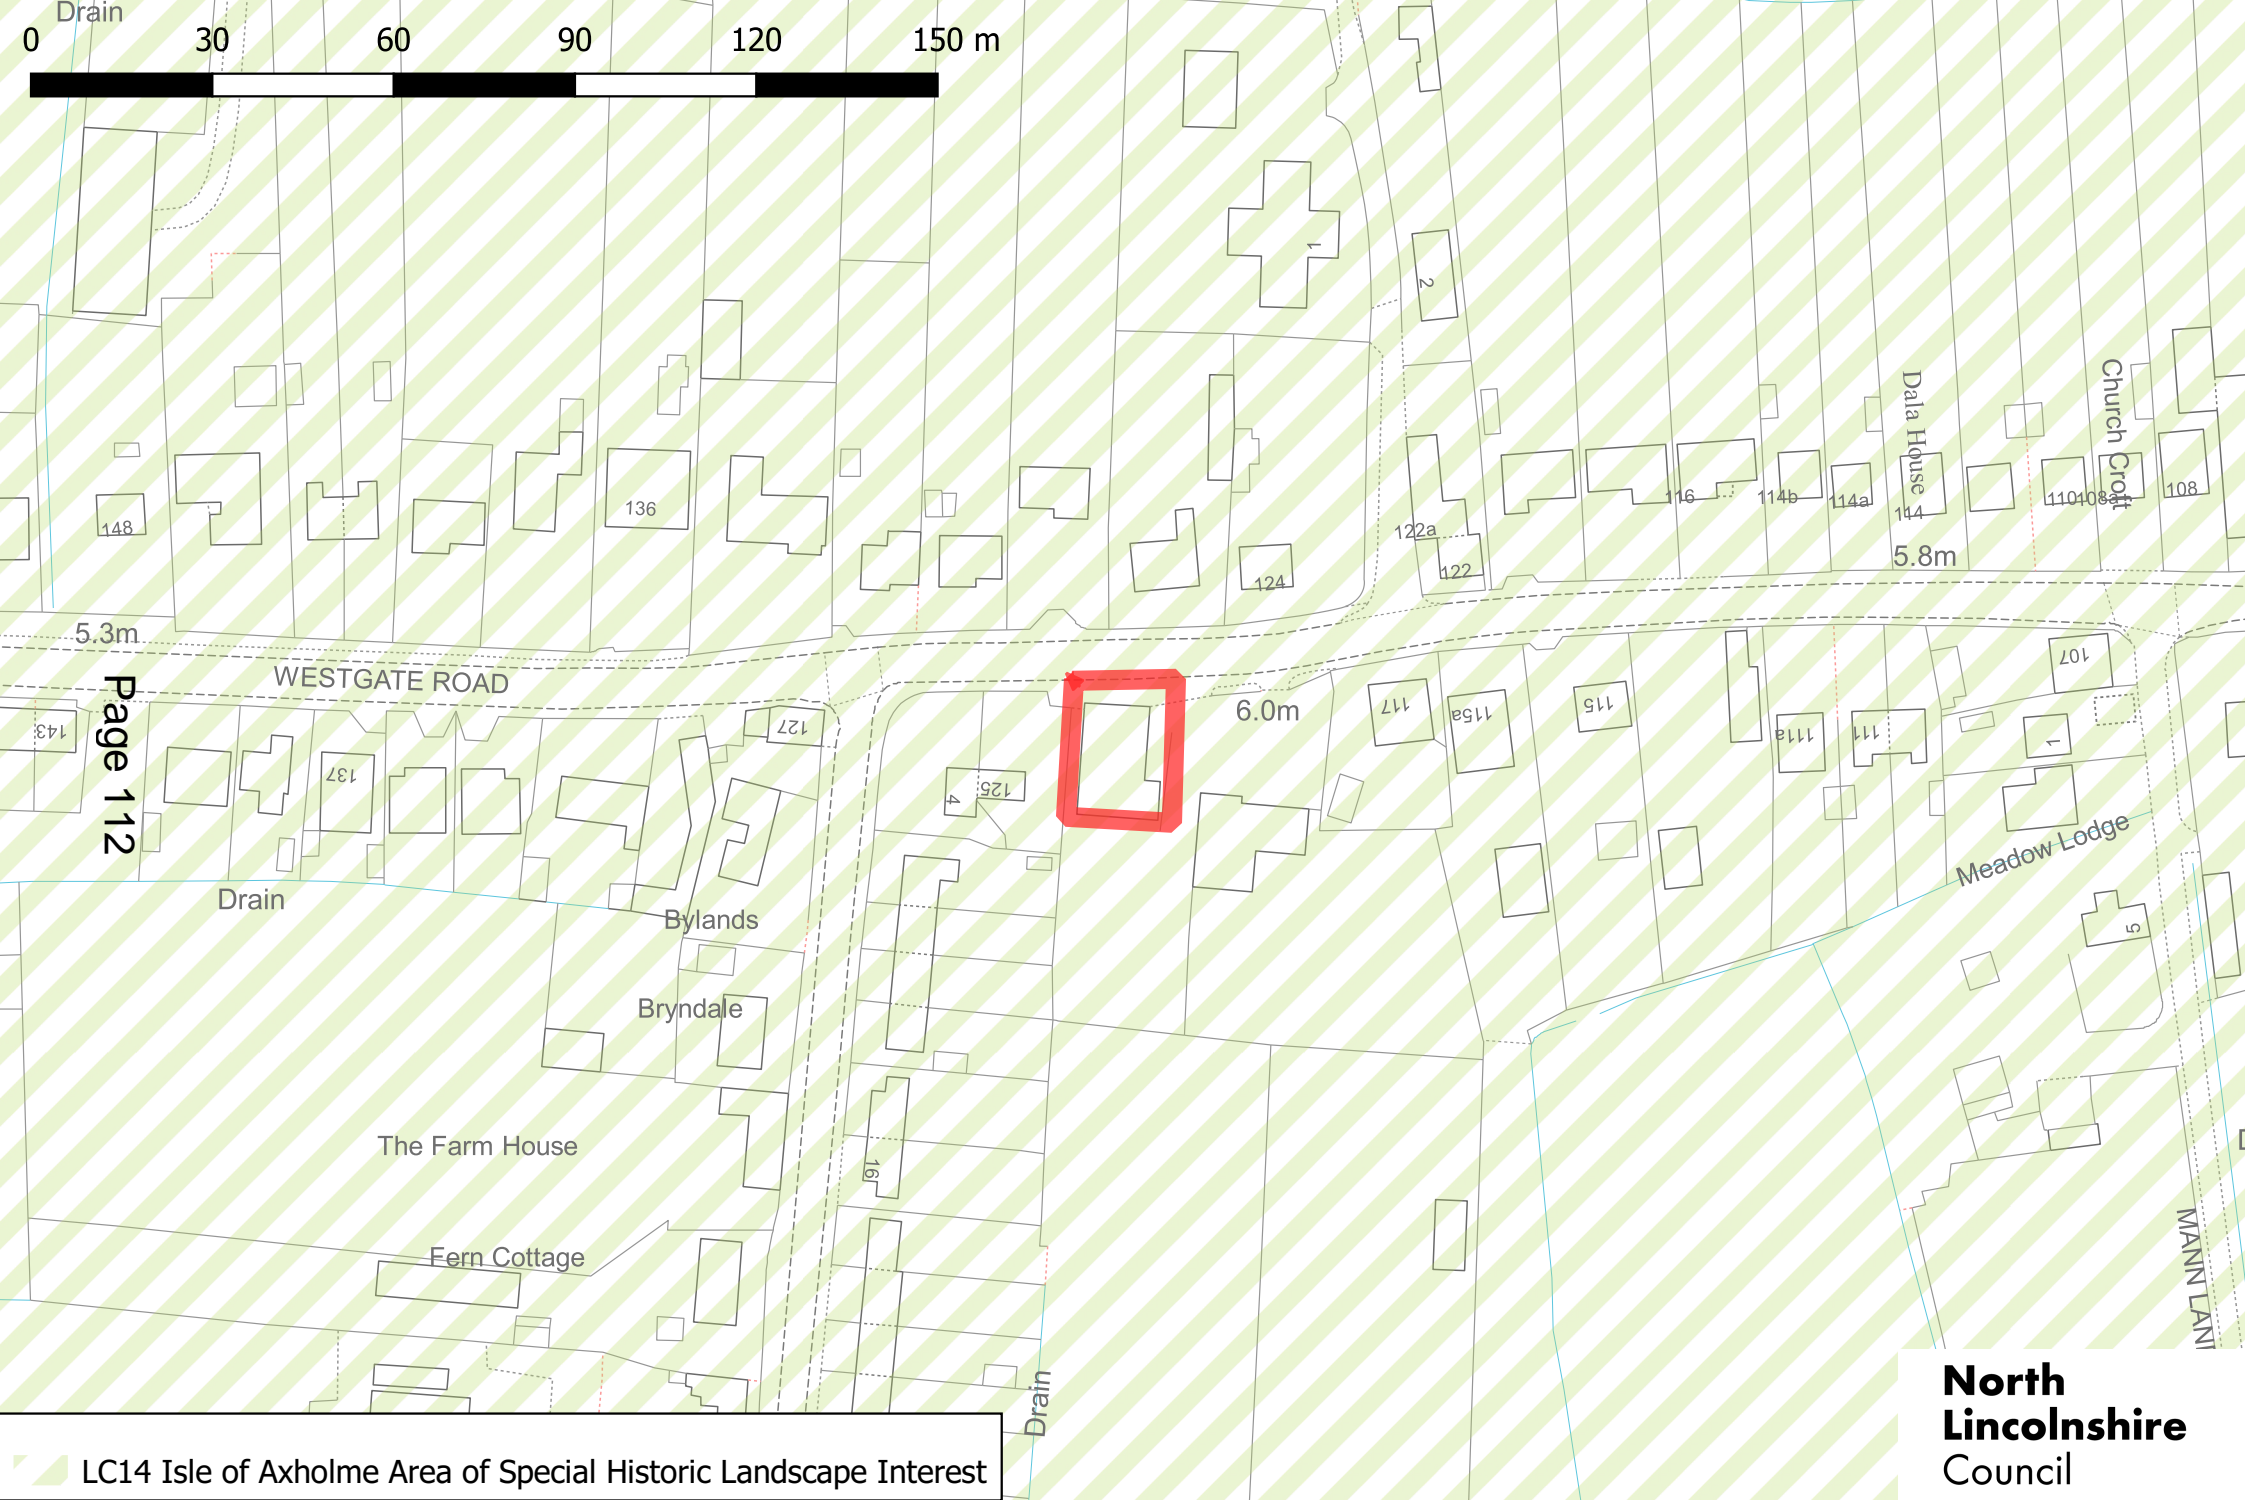 Drain
0 30 60 90 120 150 m
1
2
136
148
122a
122
124
116
114b
114a
Dala House
114
110
108a
Church Croft
108
5.8m
5.3m
WESTGATE ROAD
Page 112
143
137
127
125
4
6.0m
117
115a
115
111a
111
107
1
Meadow Lodge
5
Drain
Bylands
Bryndale
The Farm House
16
Fern Cottage
Drain
MANN LAN
LC14 Isle of Axholme Area of Special Historic Landscape Interest
North
Lincolnshire
Council